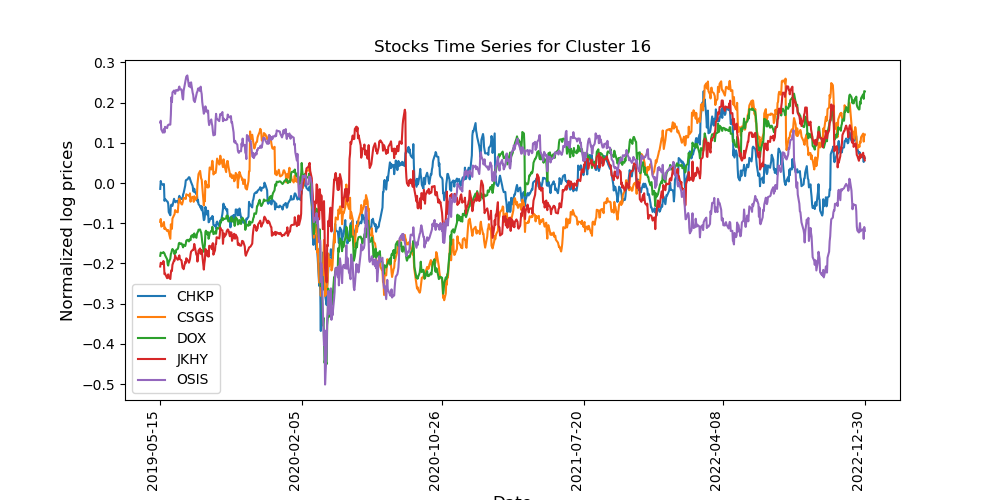 Stocks Time Series for Cluster 16
Normalized log prices
0.3
0.2
0.1
0.0
−0.1
−0.2
−0.3
−0.4
−0.5
CHKP
CSGS
DOX
JKHY
OSIS
2019-05-15
2020-02-05
2020-10-26
2021-07-20
2022-04-08
2022-12-30